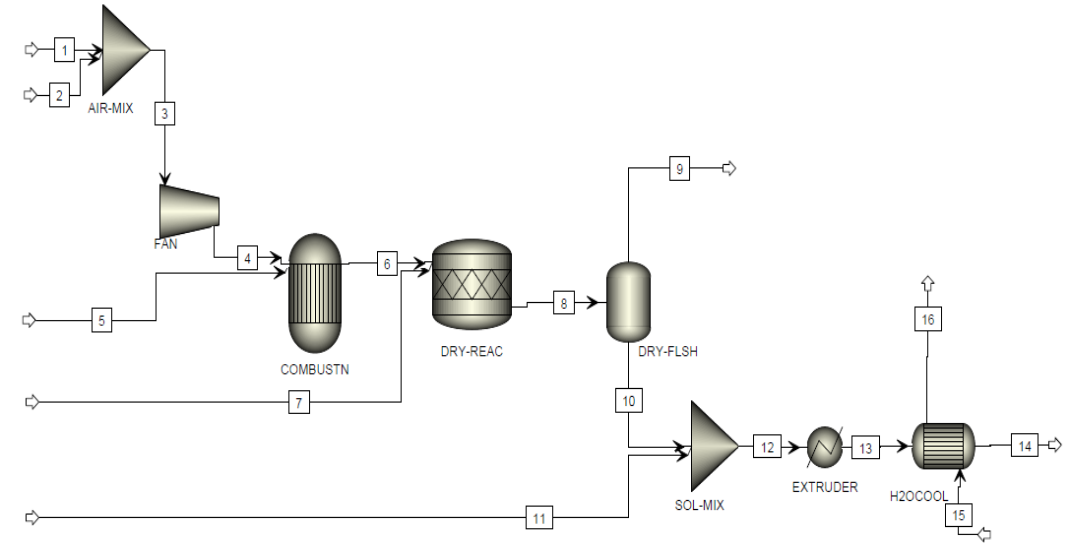 1
2
AIR-MIX
3
FAN
4
5
COMBUSTN
6
7
DRY-REAC
8
9
DRY-FLSH
10
11
SOL-MIX
12
EXTRUDER
13
H2OCOOL
14
15
16